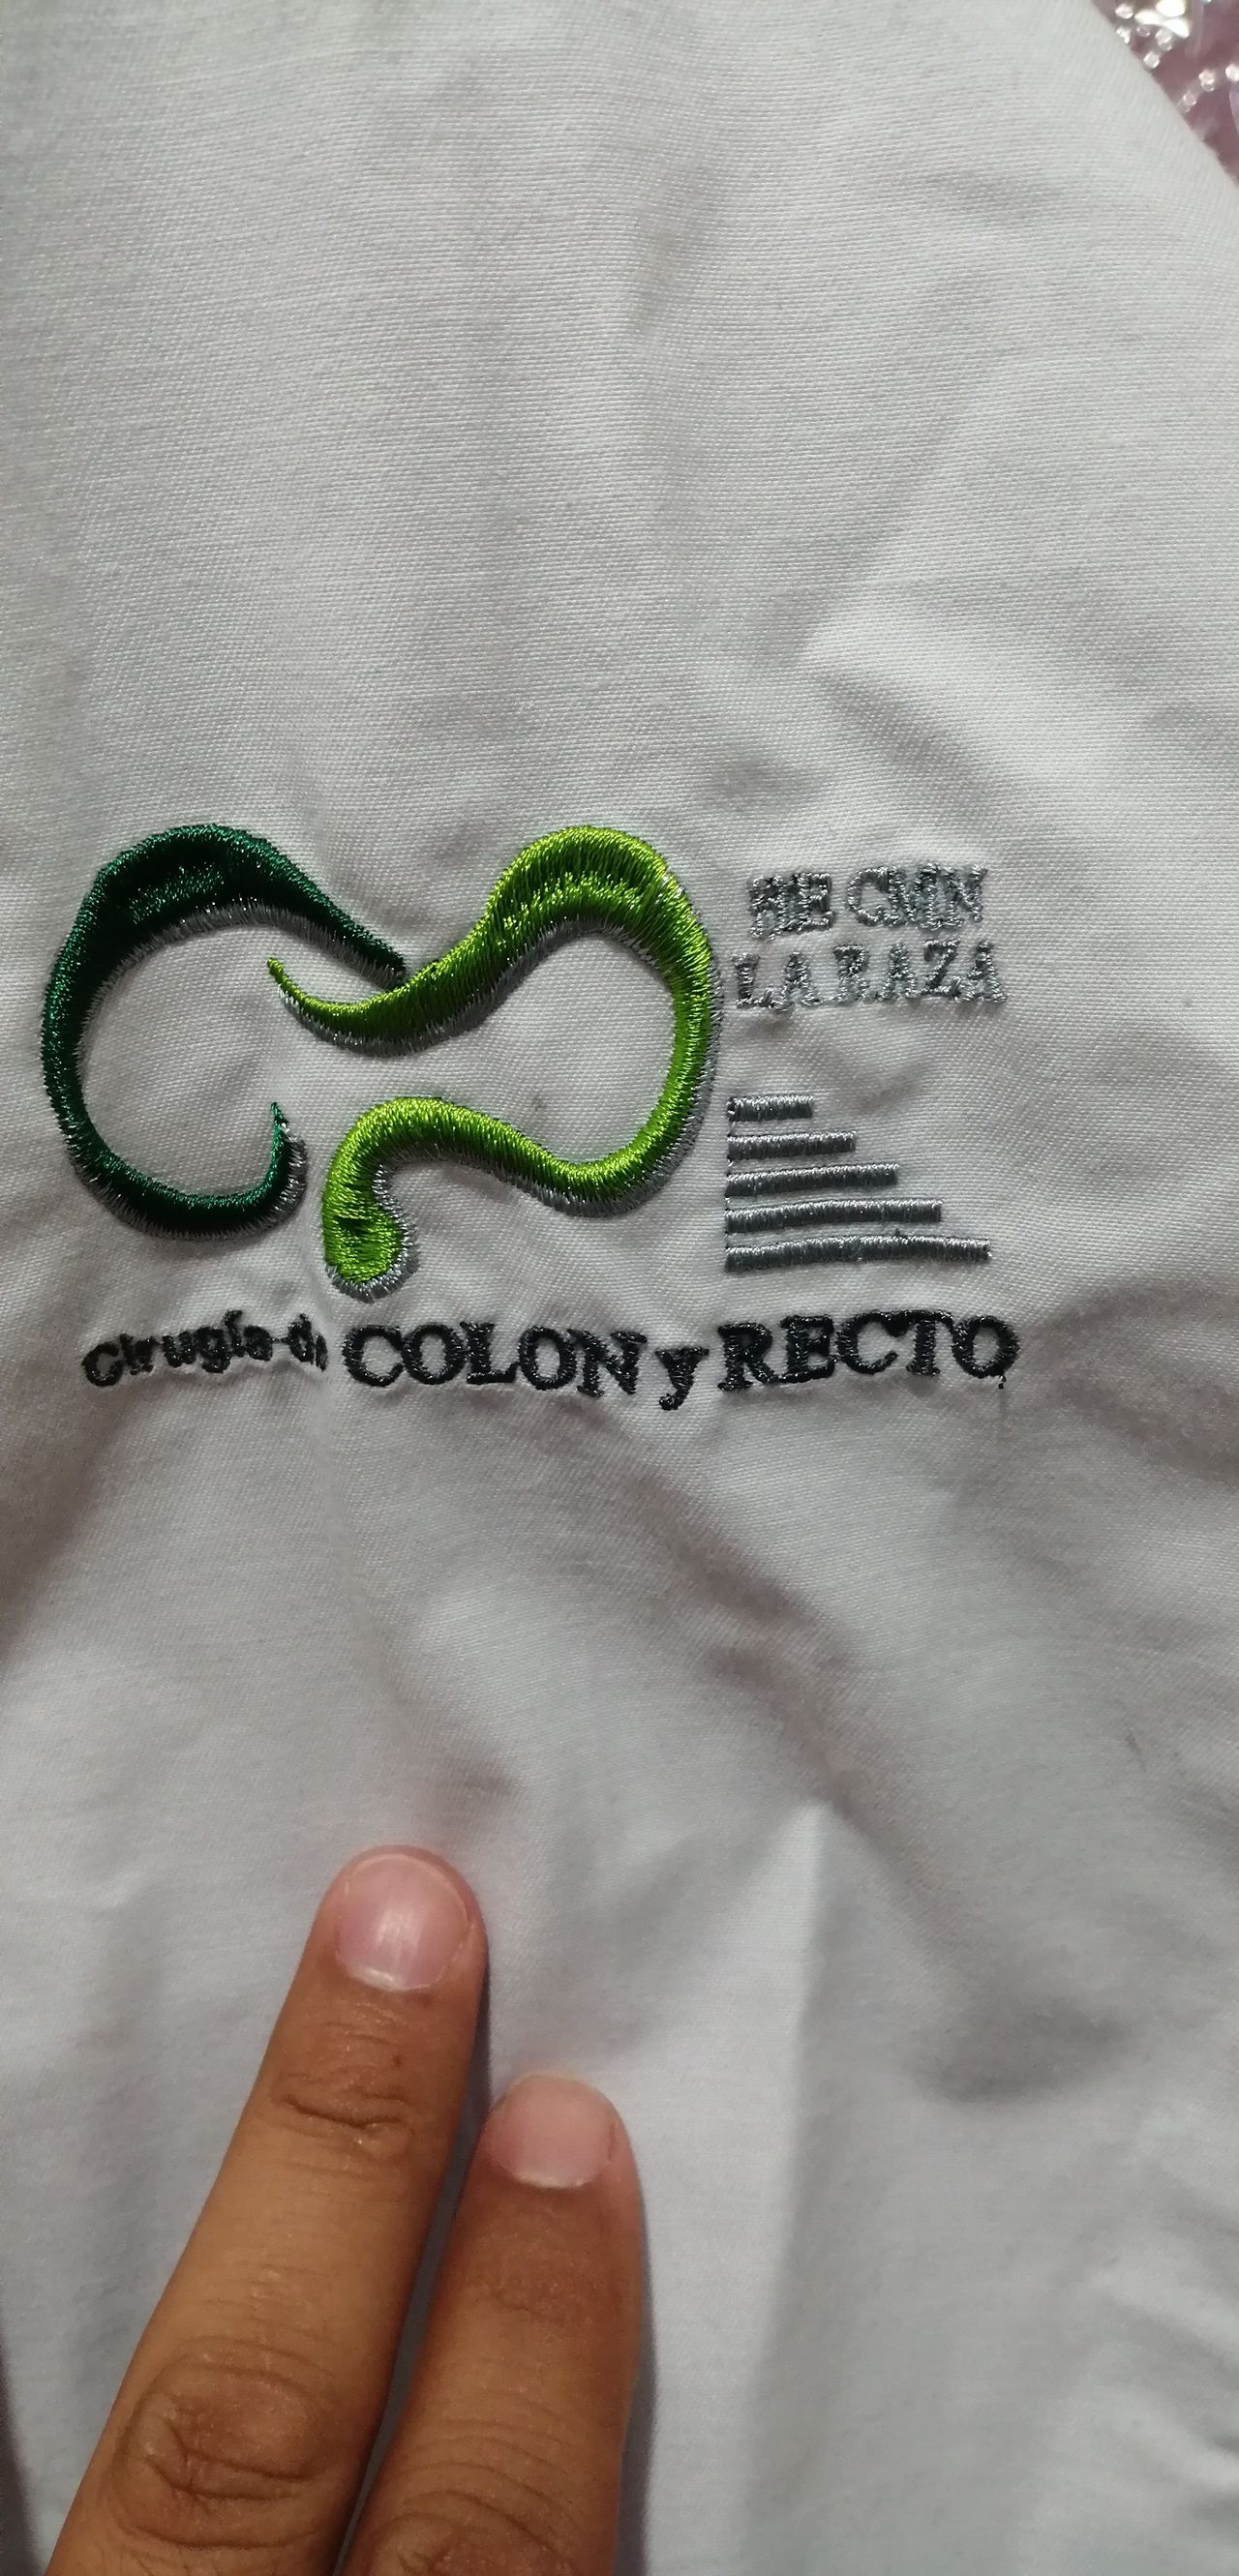 HE CMN
LA RAZA
Cirugía de COLON y RECTO